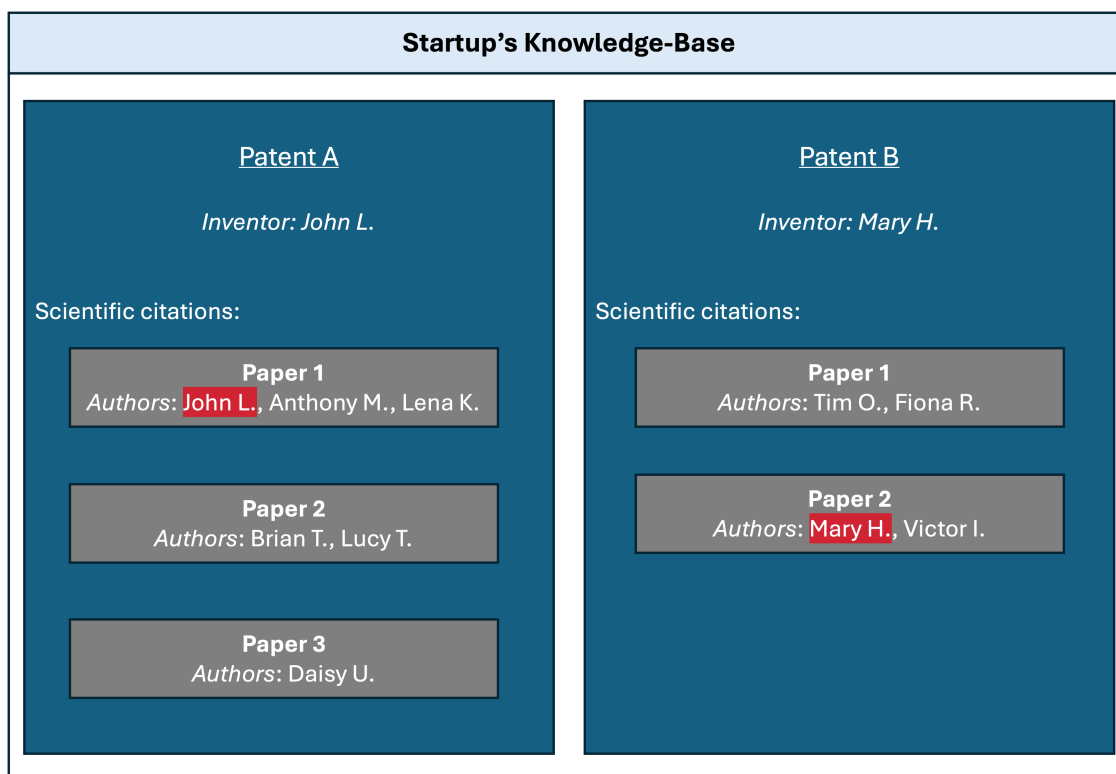 Startup's Knowledge-Base
Patent A
Inventor: John L.
Scientific citations:
Paper 1
Authors: John L., Anthony M., Lena K.
Paper 2
Authors: Brian T., Lucy T.
Paper 3
Authors: Daisy U.
Patent B
Inventor: Mary H.
Scientific citations:
Paper 1
Authors: Tim O., Fiona R.
Paper 2
Authors: Mary H., Victor I.